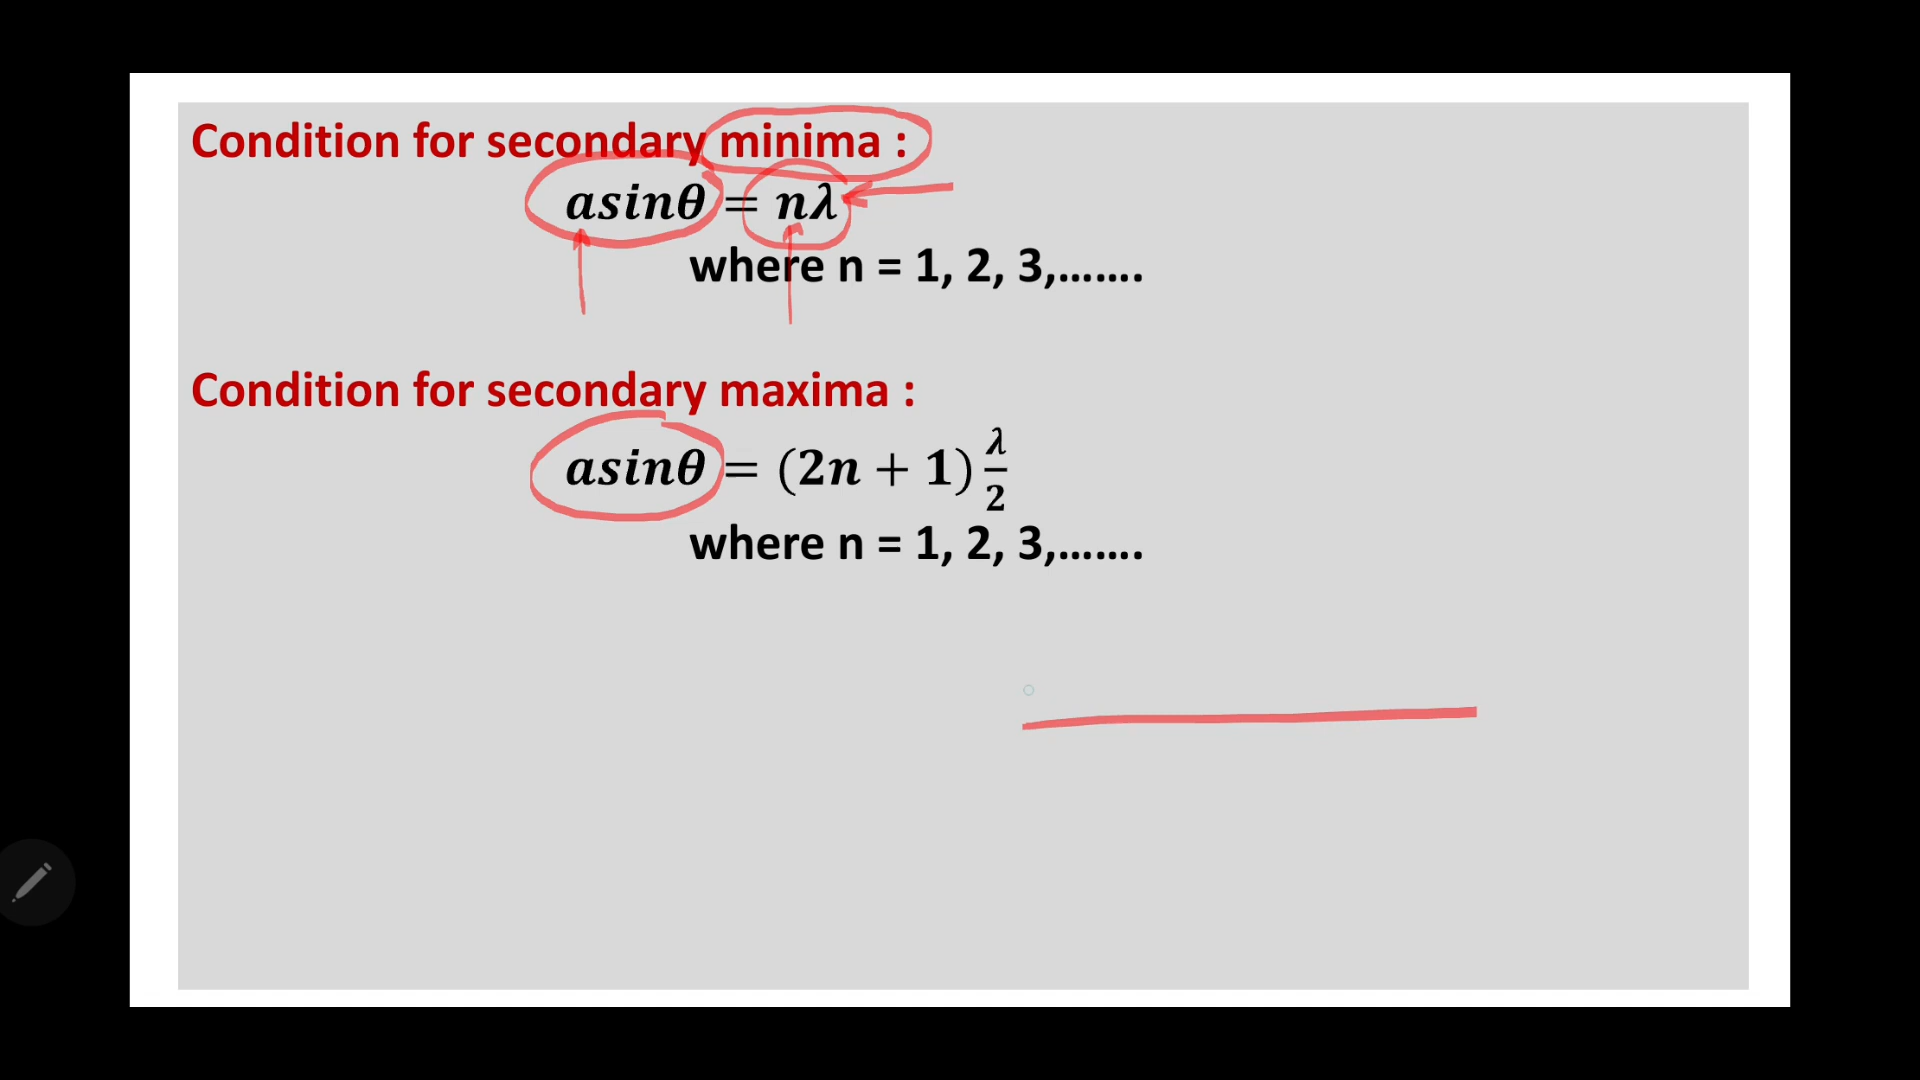 Condition for secondary minima :
asinθ = nλ
where n = 1, 2, 3,.......
Condition for secondary maxima :
asinθ = (2n + 1) λ/2
where n = 1, 2, 3,.......